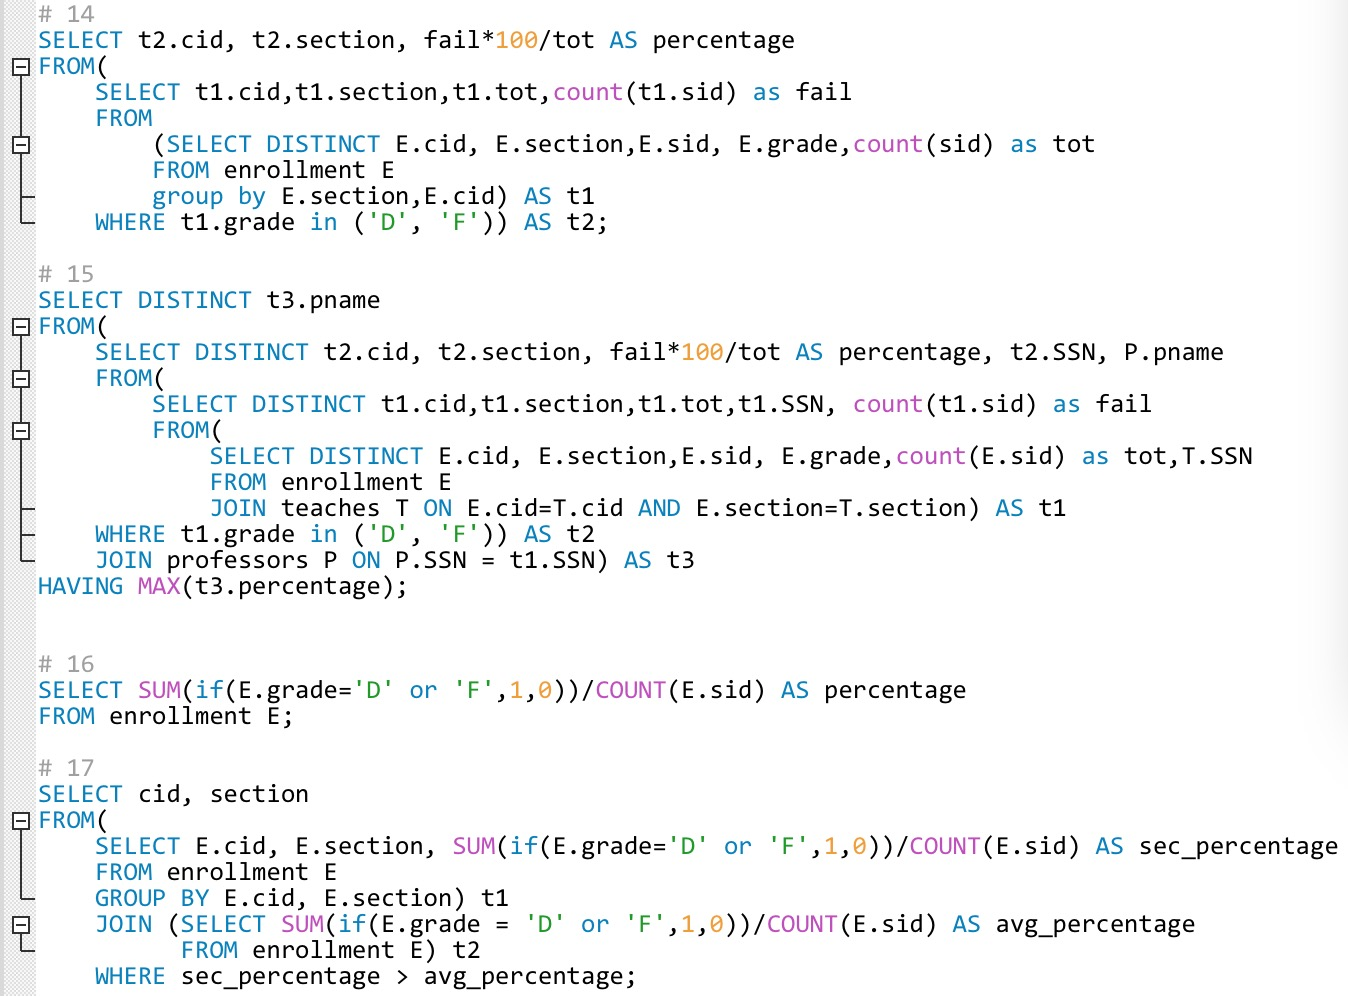 # 14
SELECT t2.cid, t2.section, fail*100/tot AS percentage
FROM(
SELECT t1.cid,t1.section,t1.tot,count(t1.sid) as fail
FROM
(SELECT DISTINCT E.cid, E.section,E.sid, E.grade,count(sid) as tot
FROM enrollment E
group by E.section,E.cid) AS t1
WHERE t1.grade in ('D', 'F')) AS t2;
# 15
SELECT DISTINCT t3.pname
FROM(
SELECT DISTINCT t2.cid, t2.section, fail*100/tot AS percentage, t2.SSN, P.pname
FROM(
SELECT DISTINCT t1.cid,t1.section,t1.tot,t1.SSN, count(t1.sid) as fail
FROM(
SELECT DISTINCT E.cid, E.section,E.sid, E.grade,count(E.sid) as tot,T.SSN
FROM enrollment E
JOIN teaches T ON E.cid=T.cid AND E.section=T.section) AS t1
WHERE t1.grade in ('D', 'F')) AS t2
JOIN professors P ON P.SSN = t1.SSN) AS t3
HAVING MAX(t3.percentage);
# 16
SELECT SUM(if(E.grade='D' or 'F',1,0))/COUNT(E.sid) AS percentage
FROM enrollment E;
# 17
SELECT cid, section
FROM(
SELECT E.cid, E.section, SUM(if(E.grade='D' or 'F',1,0))/COUNT(E.sid) AS sec_percentage
FROM enrollment E
GROUP BY E.cid, E.section) t1
JOIN (SELECT SUM(if(E.grade = 'D' or 'F',1,0))/COUNT(E.sid) AS avg_percentage
FROM enrollment E) t2
WHERE sec_percentage > avg_percentage;